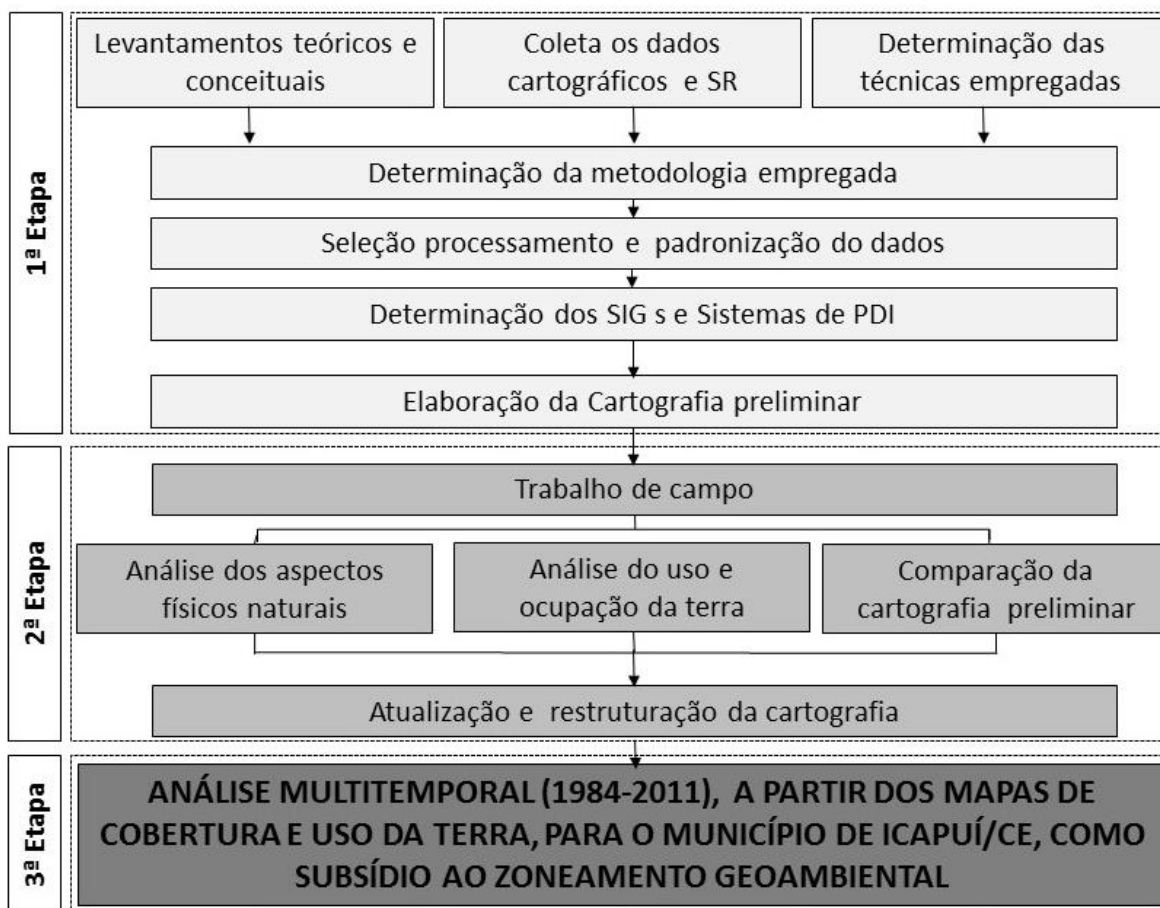 1ª Etapa
Levantamentos teóricos e
conceituais
Coleta os dados
cartográficos e SR
Determinação das
técnicas empregadas
Determinação da metodologia empregada
Seleção processamento e padronização do dados
Determinação dos SIG s e Sistemas de PDI
Elaboração da Cartografia preliminar
2ª Etapa
Trabalho de campo
Análise dos aspectos
físicos naturais
Análise do uso e
ocupação da terra
Comparação da
cartografia preliminar
Atualização e restruturação da cartografia
3ª Etapa
ANÁLISE MULTITEMPORAL (1984-2011), A PARTIR DOS MAPAS DE
COBERTURA E USO DA TERRA, PARA O MUNICÍPIO DE ICAPUÍ/CE, COMO
SUBSÍDIO AO ZONEAMENTO GEOAMBIENTAL